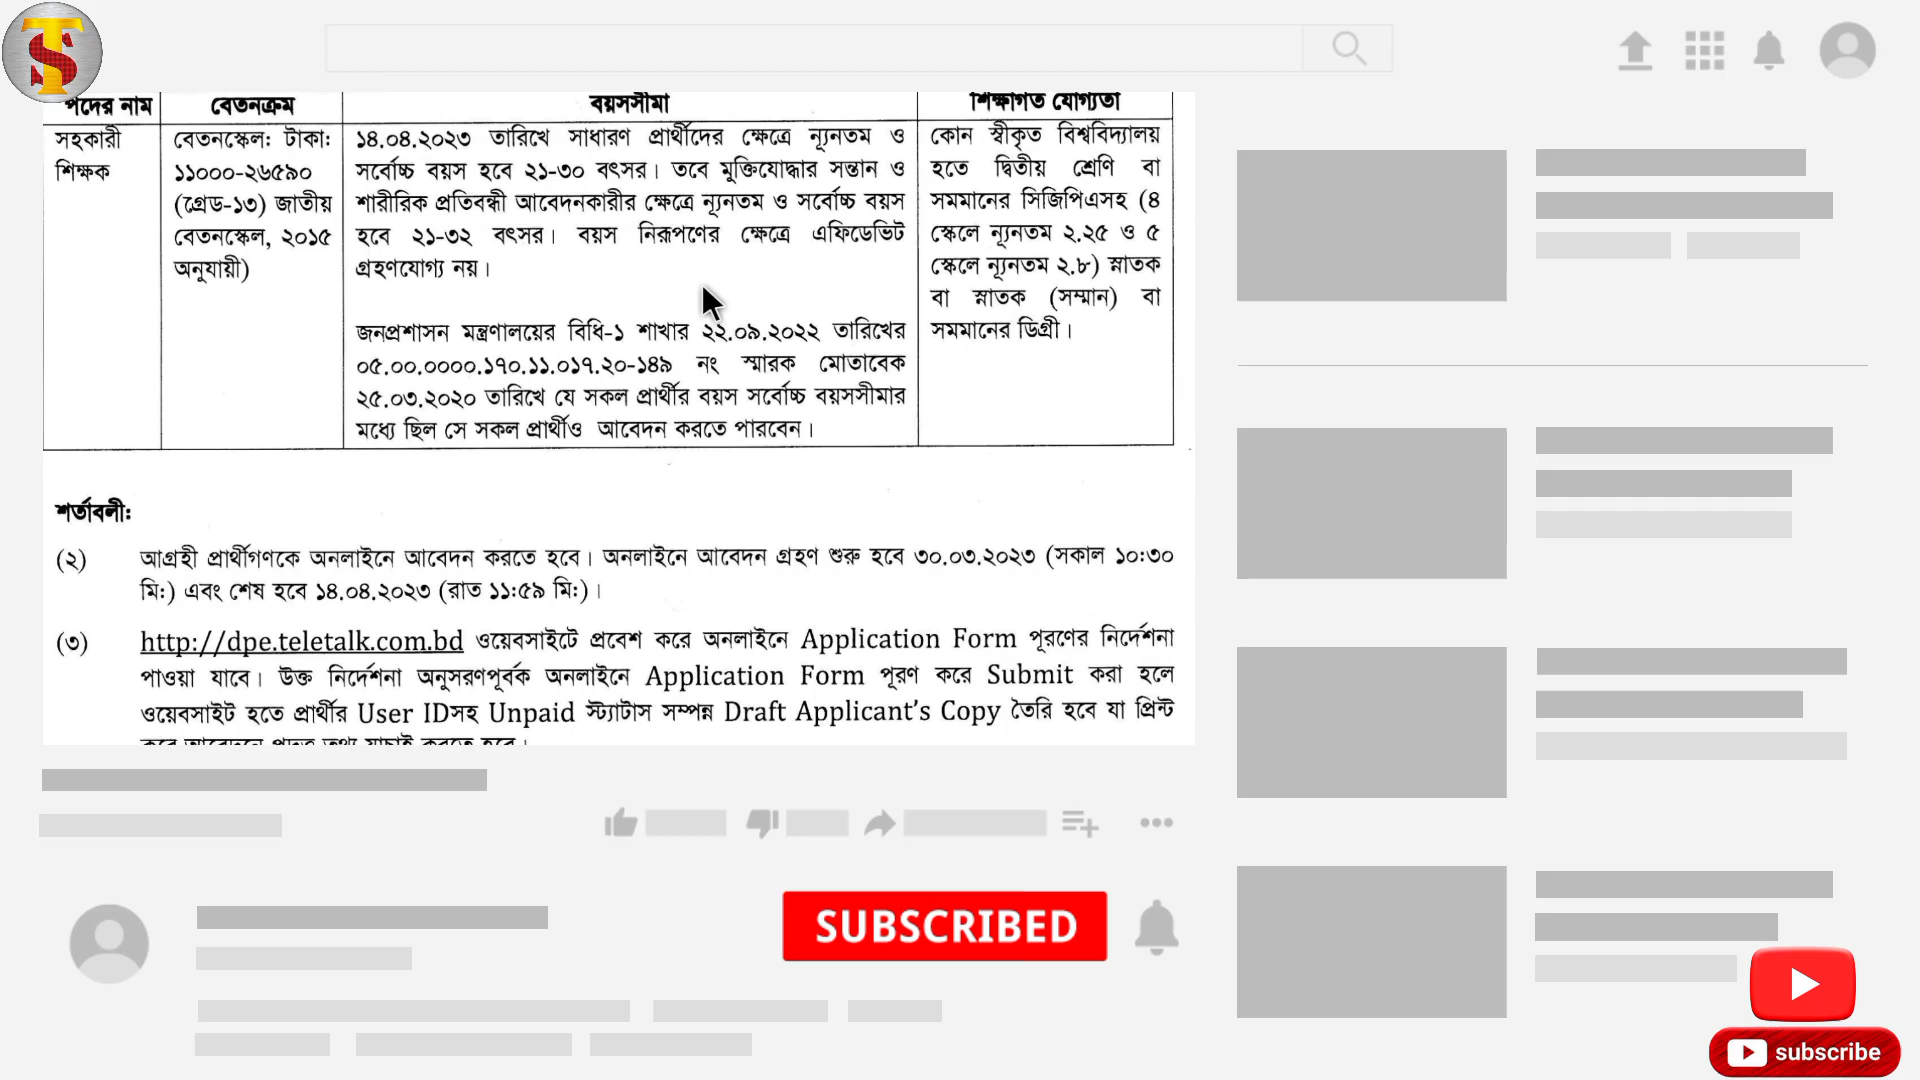 TS
পদের নাম
বেতনক্রম
বয়সসীমা
শিক্ষাগত যোগ্যতা
সহকারী
শিক্ষক
বেতনস্কেল: টাকা:
১১০০০-২৬৫৯০
(গ্রেড-১৩) জাতীয়
বেতনস্কেল, ২০১৫
অনুযায়ী)
১৪.০৪.২০২৩ তারিখে সাধারণ প্রার্থীদের ক্ষেত্রে ন্যূনতম ও
সর্বোচ্চ বয়স হবে ২১-৩০ বৎসর। তবে মুক্তিযোদ্ধার সন্তান ও
শারীরিক প্রতিবন্ধী আবেদনকারীর ক্ষেত্রে ন্যূনতম ও সর্বোচ্চ বয়স
হবে ২১-৩২ বৎসর। বয়স নিরূপণের ক্ষেত্রে এফিডেভিট
গ্রহণযোগ্য নয়।
জনপ্রশাসন মন্ত্রণালয়ের বিধি-১ শাখার ২২.০৯.২০২২ তারিখের
০৫.০০.০০০০.১৭০.১১.০১৭.২০-১৪৯ নং স্মারক মোতাবেক
২৫.০৩.২০২০ তারিখে যে সকল প্রার্থীর বয়স সর্বোচ্চ বয়সসীমার
মধ্যে ছিল সে সকল প্রার্থীও আবেদন করতে পারবেন।
কোন স্বীকৃত বিশ্ববিদ্যালয়
হতে দ্বিতীয় শ্রেণি বা
সমমানের সিজিপিএসহ (৪
স্কেলে ন্যূনতম ২.২৫ ও ৫
স্কেলে ন্যূনতম ২.৮) স্নাতক
বা স্নাতক (সম্মান) বা
সমমানের ডিগ্রী।
শর্তাবলী:
(২) আগ্রহী প্রার্থীগণকে অনলাইনে আবেদন করতে হবে। অনলাইনে আবেদন গ্রহণ শুরু হবে ৩০.০৩.২০২৩ (সকাল ১০:৩০
মি:) এবং শেষ হবে ১৪.০৪.২০২৩ (রাত ১১:৫৯ মি:)।
(৩) http://dpe.teletalk.com.bd ওয়েবসাইটে প্রবেশ করে অনলাইনে Application Form পূরণের নির্দেশনা
পাওয়া যাবে। উক্ত নির্দেশনা অনুসরণপূর্বক অনলাইনে Application Form পূরণ করে Submit করা হলে
ওয়েবসাইট হতে প্রার্থীর User IDসহ Unpaid স্ট্যাটাস সম্পন্ন Draft Applicant's Copy তৈরি হবে যা প্রিন্ট
করে আবেদনে প্রদত্ত তথ্য যাচাই করতে হবে।
SUBSCRIBED
subscribe